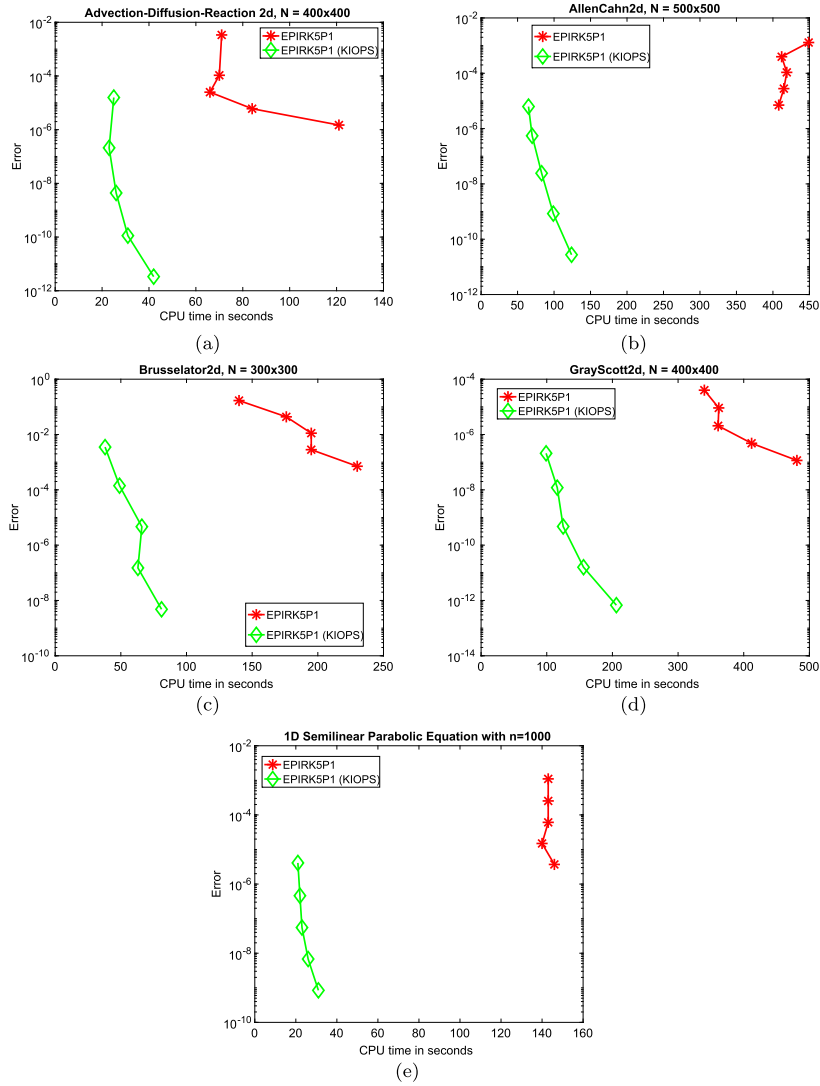 Advection-Diffusion-Reaction 2d, N = 400x400
EPIRK5P1
EPIRK5P1 (KIOPS)
10^-2
10^-4
10^-6
10^-8
10^-10
10^-12
Error
0 20 40 60 80 100 120 140
CPU time in seconds
(a)
AllenCahn2d, N = 500x500
EPIRK5P1
EPIRK5P1 (KIOPS)
10^-2
10^-4
10^-6
10^-8
10^-10
10^-12
Error
0 50 100 150 200 250 300 350 400 450
CPU time in seconds
(b)
Brusselator2d, N = 300x300
10^0
10^-2
10^-4
10^-6
10^-8
10^-10
Error
EPIRK5P1
EPIRK5P1 (KIOPS)
0 50 100 150 200 250
CPU time in seconds
(c)
GrayScott2d, N = 400x400
EPIRK5P1
EPIRK5P1 (KIOPS)
10^-4
10^-6
10^-8
10^-10
10^-12
10^-14
Error
0 100 200 300 400 500
CPU time in seconds
(d)
1D Semilinear Parabolic Equation with n=1000
EPIRK5P1
EPIRK5P1 (KIOPS)
10^-2
10^-4
10^-6
10^-8
10^-10
Error
0 20 40 60 80 100 120 140 160
CPU time in seconds
(e)